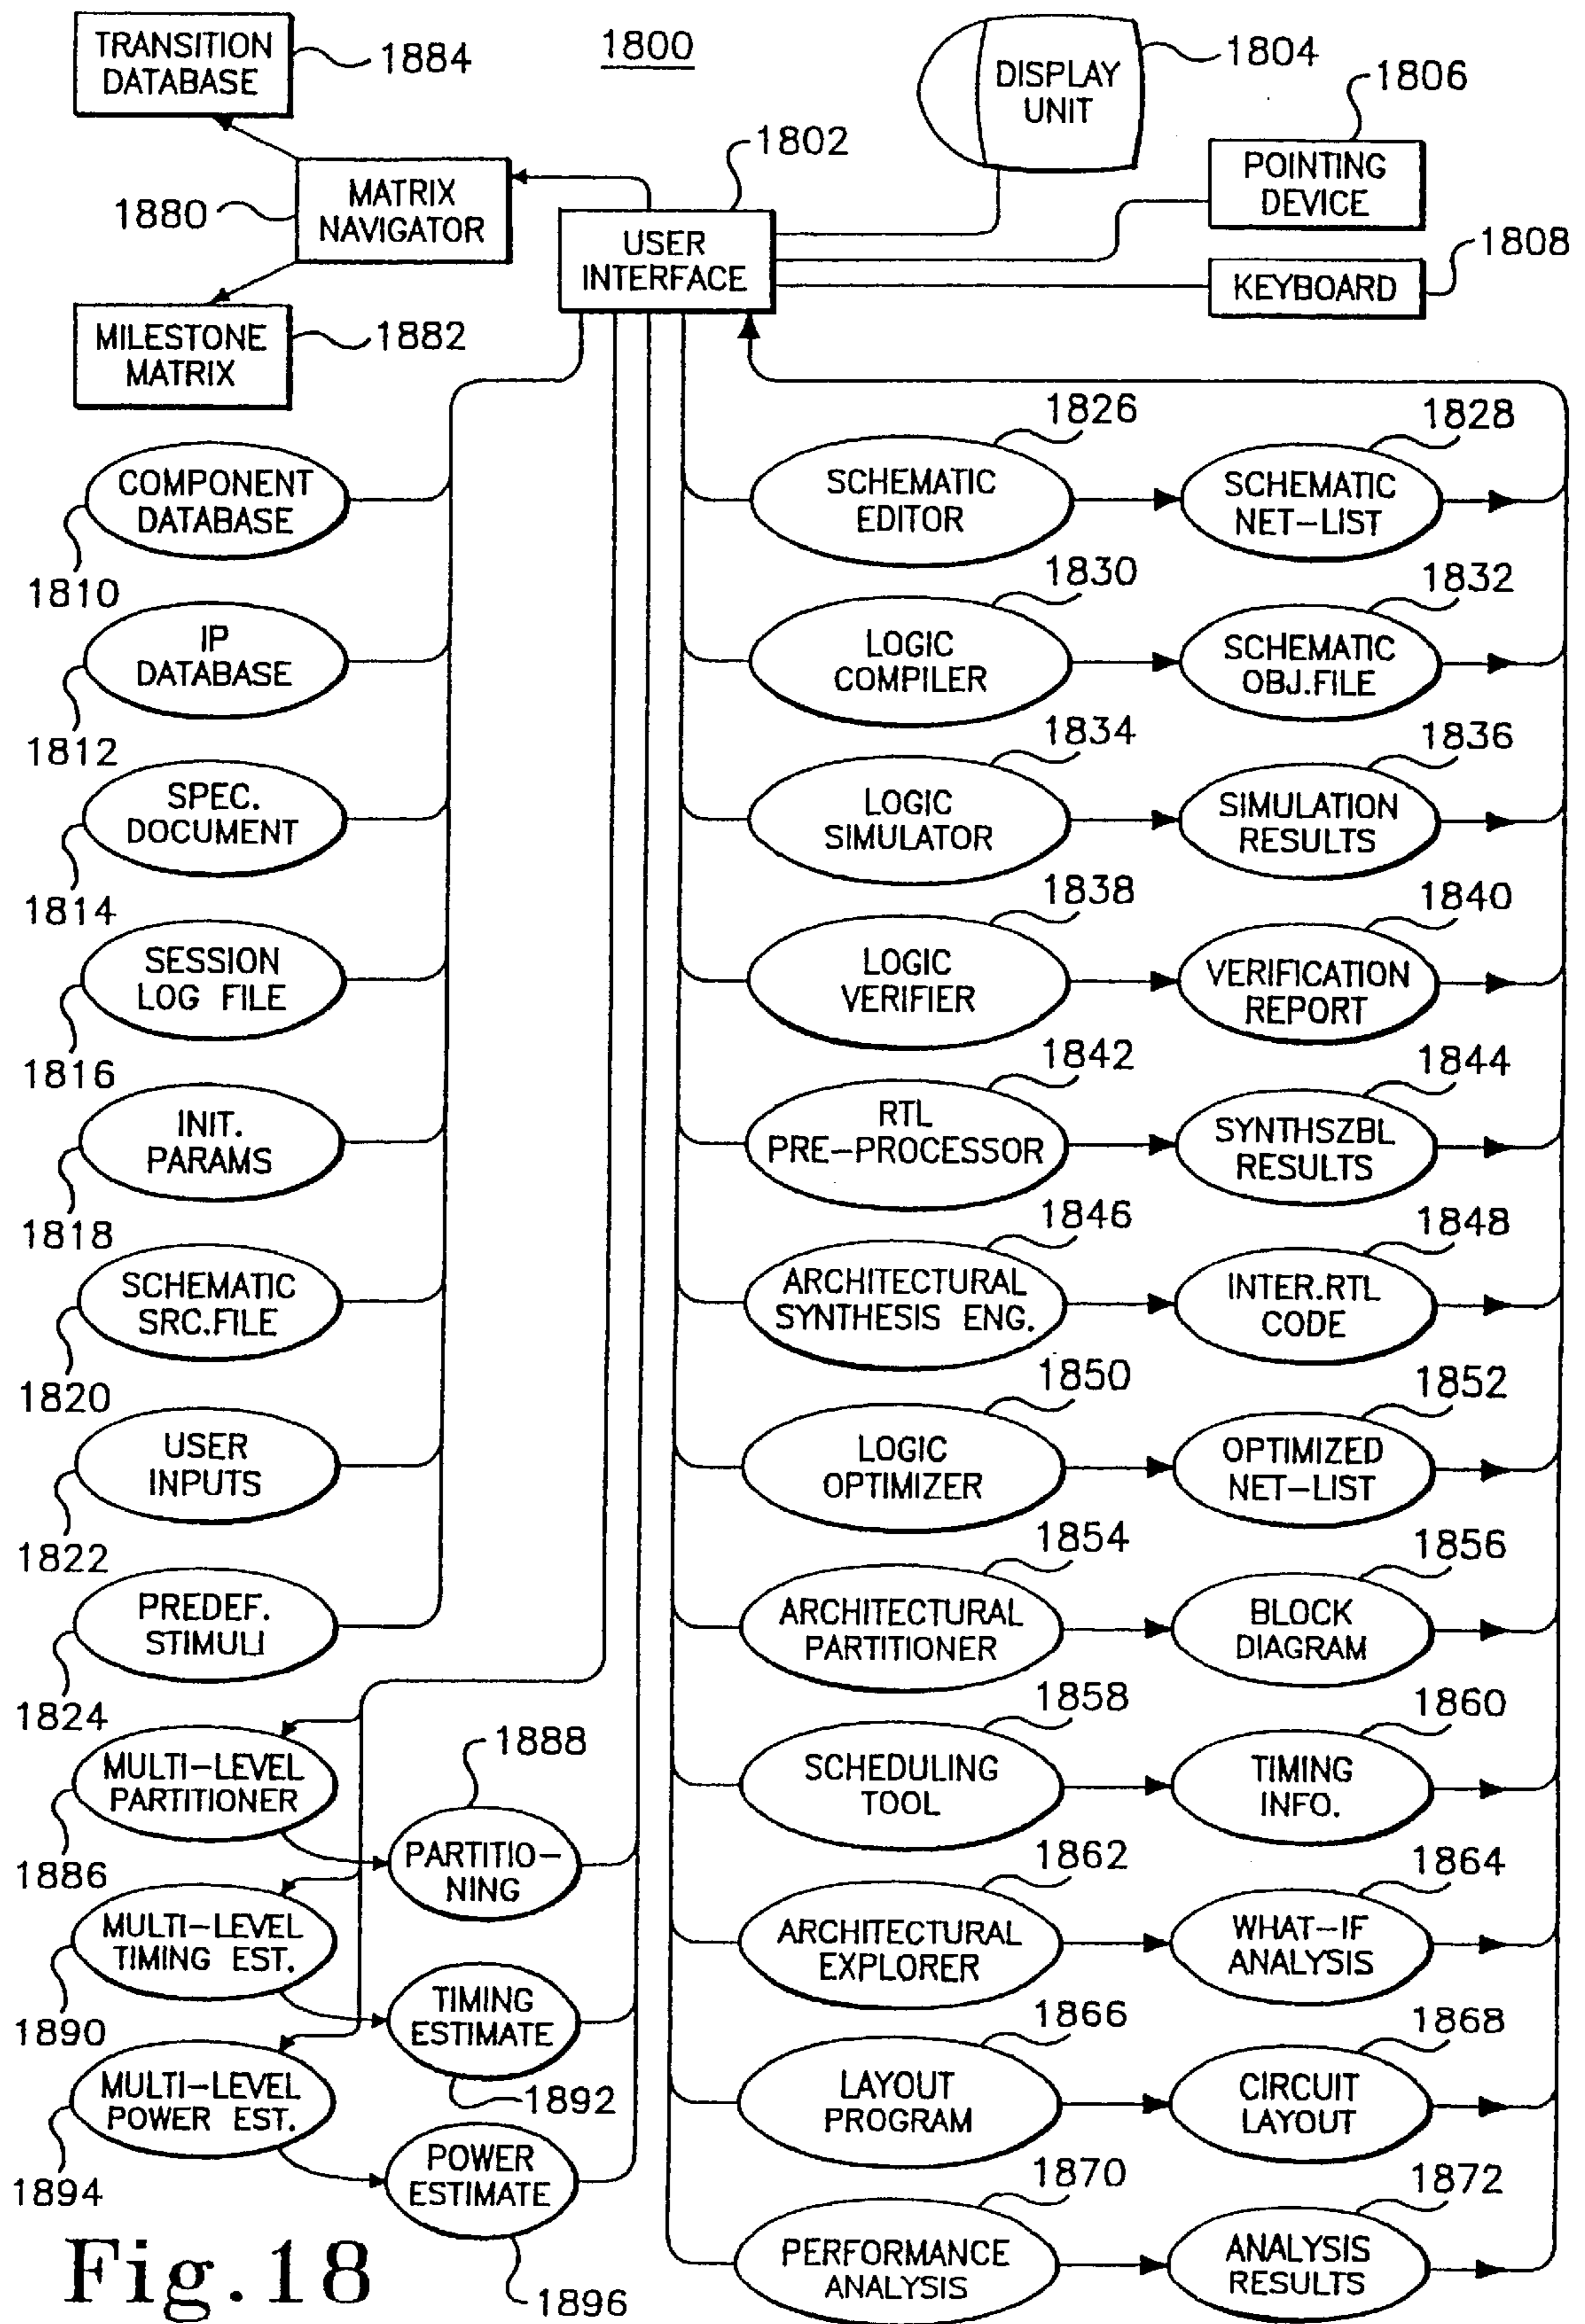 TRANSITION
DATABASE
1884
1800
DISPLAY
UNIT
1804
1806
POINTING
DEVICE
1802
MATRIX
NAVIGATOR
1880
USER
INTERFACE
1808
KEYBOARD
MILESTONE
MATRIX
1882
COMPONENT
DATABASE
1810
IP
DATABASE
1812
SPEC.
DOCUMENT
1814
SESSION
LOG FILE
1816
INIT.
PARAMS
1818
SCHEMATIC
SRC.FILE
1820
USER
INPUTS
1822
PREDEF.
STIMULI
1824
MULTI-LEVEL
PARTITIONER
1886
1888
PARTITIO-
NING
MULTI-LEVEL
TIMING EST.
1890
TIMING
ESTIMATE
1892
MULTI-LEVEL
POWER EST.
1894
POWER
ESTIMATE
1896
1826
SCHEMATIC
EDITOR
1828
SCHEMATIC
NET-LIST
1830
LOGIC
COMPILER
1832
SCHEMATIC
OBJ.FILE
1834
LOGIC
SIMULATOR
1836
SIMULATION
RESULTS
1838
LOGIC
VERIFIER
1840
VERIFICATION
REPORT
1842
RTL
PRE-PROCESSOR
1844
SYNTHSZBL
RESULTS
1846
ARCHITECTURAL
SYNTHESIS ENG.
1848
INTER.RTL
CODE
1850
LOGIC
OPTIMIZER
1852
OPTIMIZED
NET-LIST
1854
ARCHITECTURAL
PARTITIONER
1856
BLOCK
DIAGRAM
1858
SCHEDULING
TOOL
1860
TIMING
INFO.
1862
ARCHITECTURAL
EXPLORER
1864
WHAT-IF
ANALYSIS
1866
LAYOUT
PROGRAM
1868
CIRCUIT
LAYOUT
1870
PERFORMANCE
ANALYSIS
1872
ANALYSIS
RESULTS
Fig.18